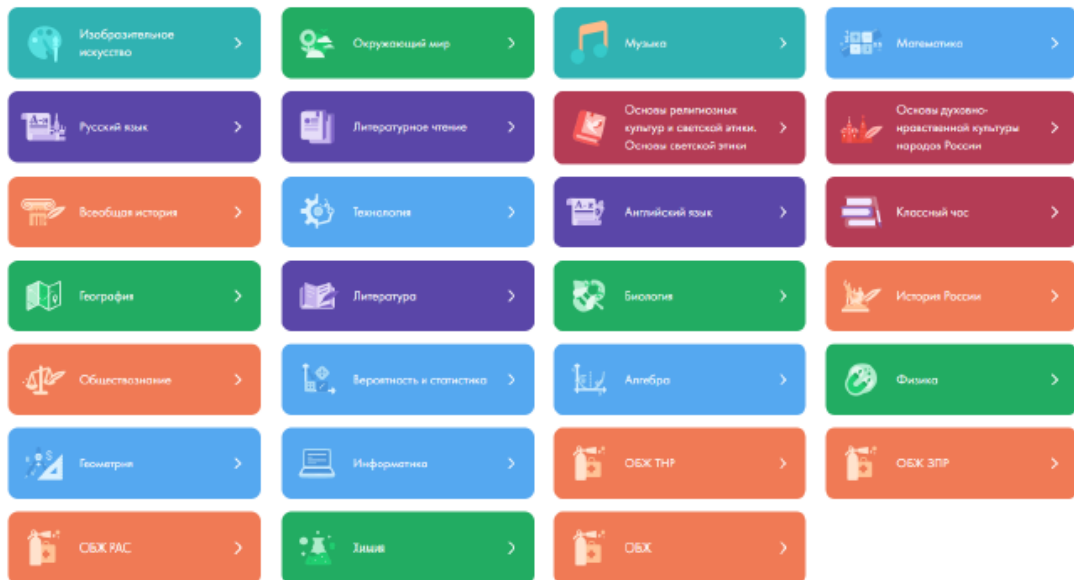 Изобразительное
искусство
Окружающий мир
Музыка
Математика
Русский язык
Литературное чтение
Основы религиозных
культур и светской этики.
Основы светской этики
Основы духовно-
нравственной культуры
народов России
Всеобщая история
Технология
Английский язык
Классный час
География
Литература
Биология
История России
Обществознание
Вероятность и статистика
Алгебра
Физика
Геометрия
Информатика
ОБЖ ТНР
ОБЖ ЗПР
ОБЖ РАС
Химия
ОБЖ